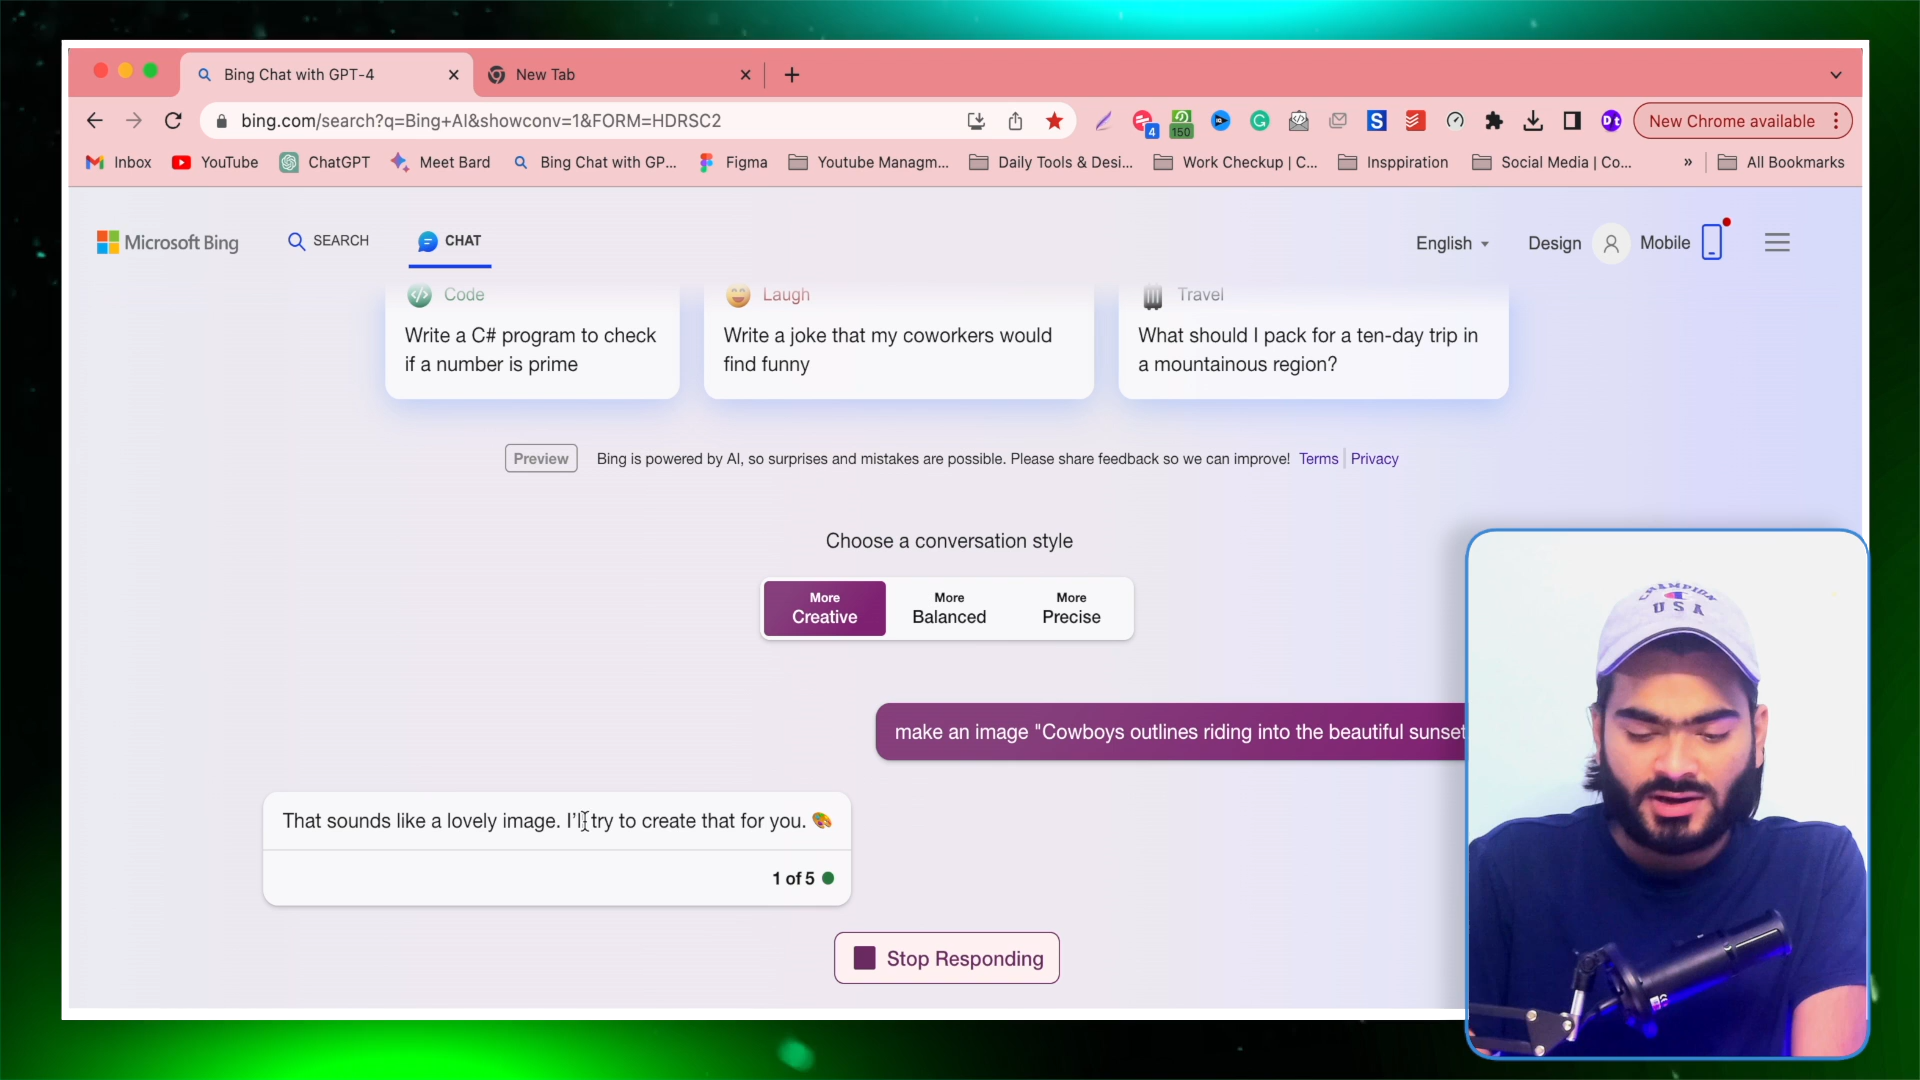 Bing Chat with GPT-4
New Tab
bing.com/search?q=Bing+AI&showconv=1&FORM=HDRSC2
4
150
S
Dt
New Chrome available
Inbox
YouTube
ChatGPT
Meet Bard
Bing Chat with GP...
Figma
Youtube Managm...
Daily Tools & Desi...
Work Checkup | C...
Insppiration
Social Media | Co...
»
All Bookmarks
Microsoft Bing
SEARCH
CHAT
English
Design
Mobile
Code
Laugh
Travel
Write a C# program to check
if a number is prime
Write a joke that my coworkers would
find funny
What should I pack for a ten-day trip in
a mountainous region?
Preview
Bing is powered by AI, so surprises and mistakes are possible. Please share feedback so we can improve! Terms | Privacy
Choose a conversation style
More
Creative
More
Balanced
More
Precise
make an image "Cowboys outlines riding into the beautiful sunset
That sounds like a lovely image. I'll try to create that for you. 🎨
1 of 5
Stop Responding
CHAMPION
USA